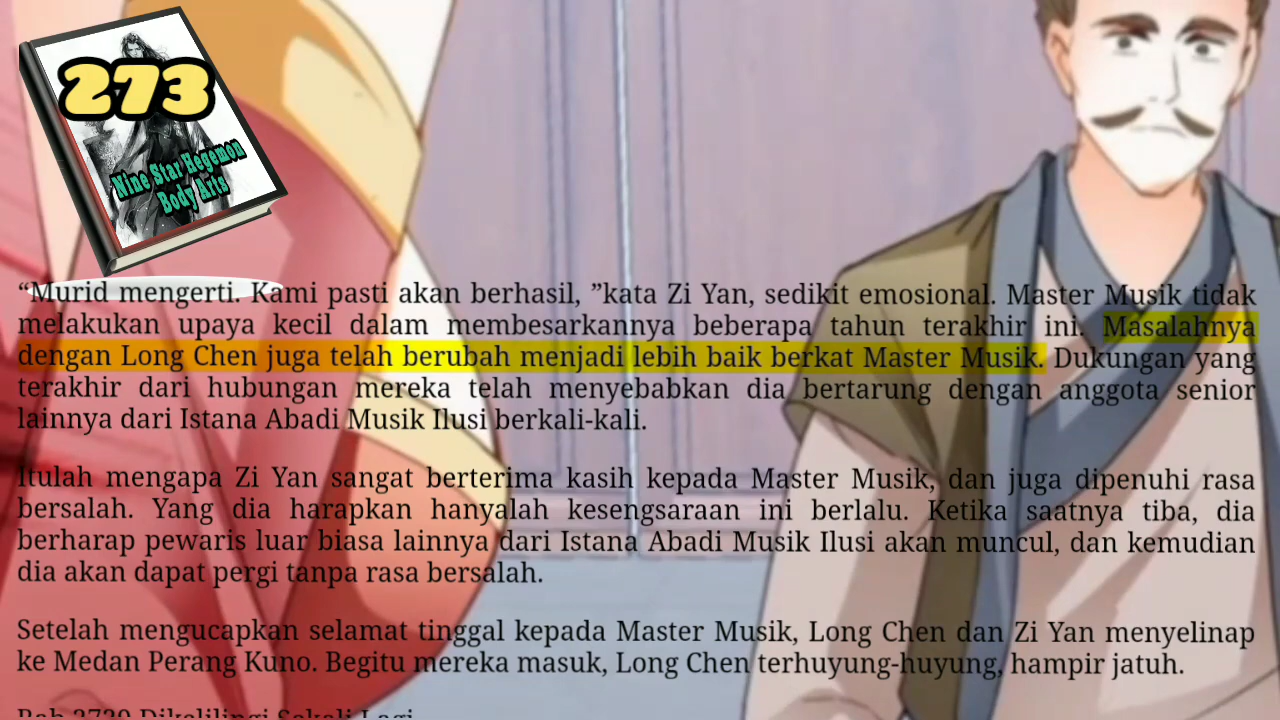 273
Nine Star Hegemon
Body Arts
“Murid mengerti. Kami pasti akan berhasil, ”kata Zi Yan, sedikit emosional. Master Musik tidak
melakukan upaya kecil dalam membesarkannya beberapa tahun terakhir ini. Masalahnya
dengan Long Chen juga telah berubah menjadi lebih baik berkat Master Musik. Dukungan yang
terakhir dari hubungan mereka telah menyebabkan dia bertarung dengan anggota senior
lainnya dari Istana Abadi Musik Ilusi berkali-kali.
Itulah mengapa Zi Yan sangat berterima kasih kepada Master Musik, dan juga dipenuhi rasa
bersalah. Yang dia harapkan hanyalah kesengsaraan ini berlalu. Ketika saatnya tiba, dia
berharap pewaris luar biasa lainnya dari Istana Abadi Musik Ilusi akan muncul, dan kemudian
dia akan dapat pergi tanpa rasa bersalah.
Setelah mengucapkan selamat tinggal kepada Master Musik, Long Chen dan Zi Yan menyelinap
ke Medan Perang Kuno. Begitu mereka masuk, Long Chen terhuyung-huyung, hampir jatuh.
Bab 2730 Dikelilingi Sekali Lagi